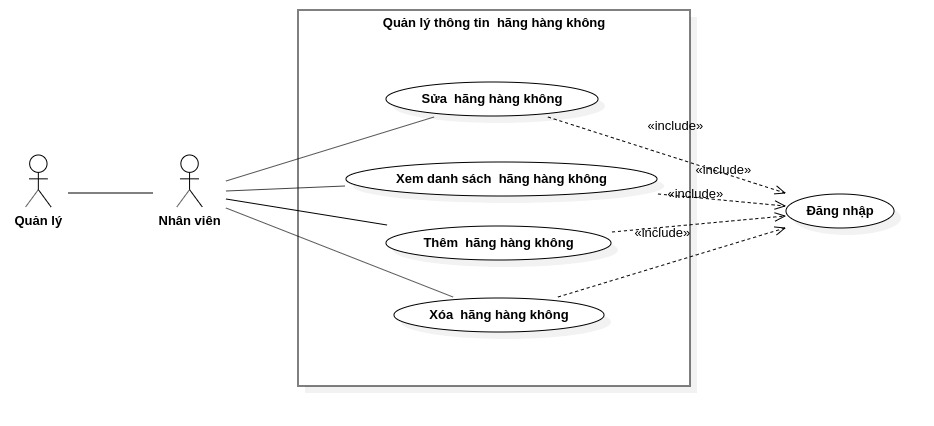 Quản lý thông tin  hãng hàng không
Sửa  hãng hàng không
«include»
Xem danh sách  hãng hàng không
«include»
«include»
Quản lý
Nhân viên
Đăng nhập
Thêm  hãng hàng không
«include»
Xóa  hãng hàng không